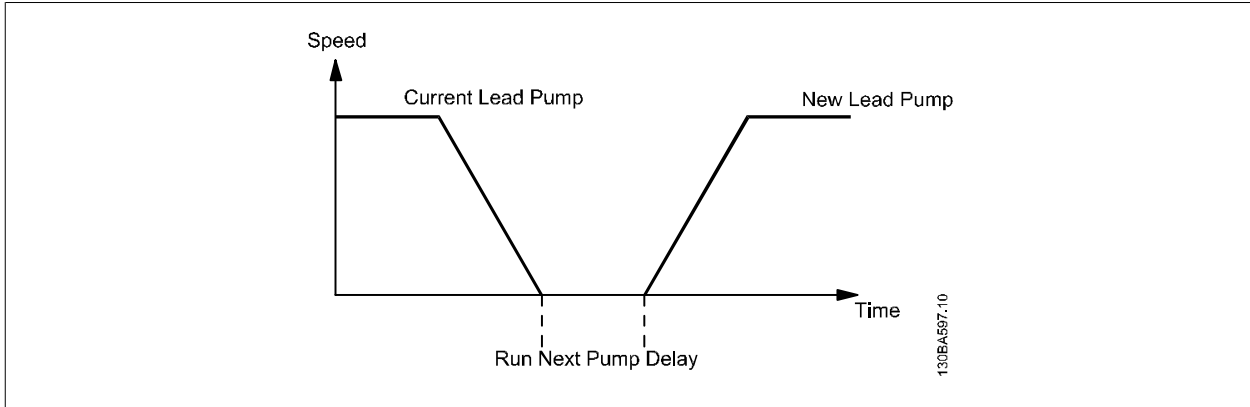 Speed
Current Lead Pump
New Lead Pump
Time
Run Next Pump Delay
130BA597.10